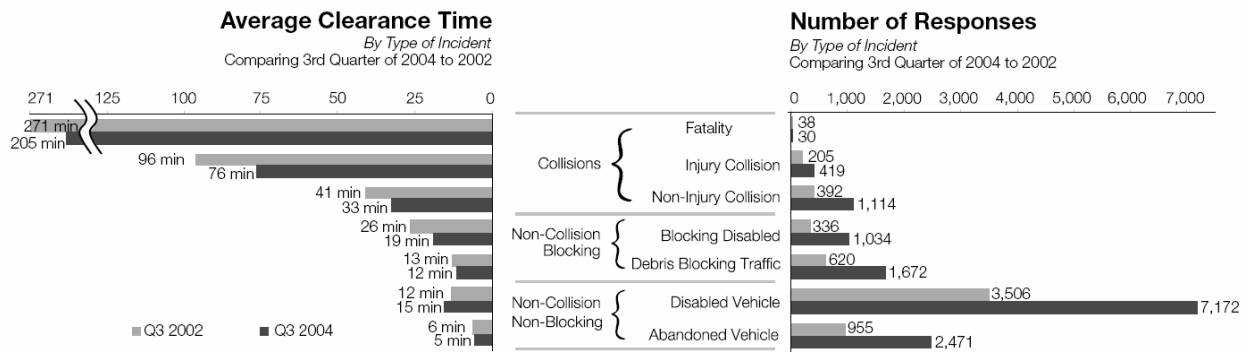 Average Clearance Time
By Type of Incident
Comparing 3rd Quarter of 2004 to 2002
271 125 100 75 50 25 0
271 min
205 min
96 min
76 min
41 min
33 min
26 min
19 min
13 min
12 min
12 min
15 min
6 min
5 min
Q3 2002 Q3 2004
Collisions
Fatality
Injury Collision
Non-Injury Collision
Non-Collision
Blocking
Blocking Disabled
Debris Blocking Traffic
Non-Collision
Non-Blocking
Disabled Vehicle
Abandoned Vehicle
Number of Responses
By Type of Incident
Comparing 3rd Quarter of 2004 to 2002
0 1,000 2,000 3,000 4,000 5,000 6,000 7,000
38
30
205
419
392
1,114
336
1,034
620
1,672
3,506
7,172
955
2,471